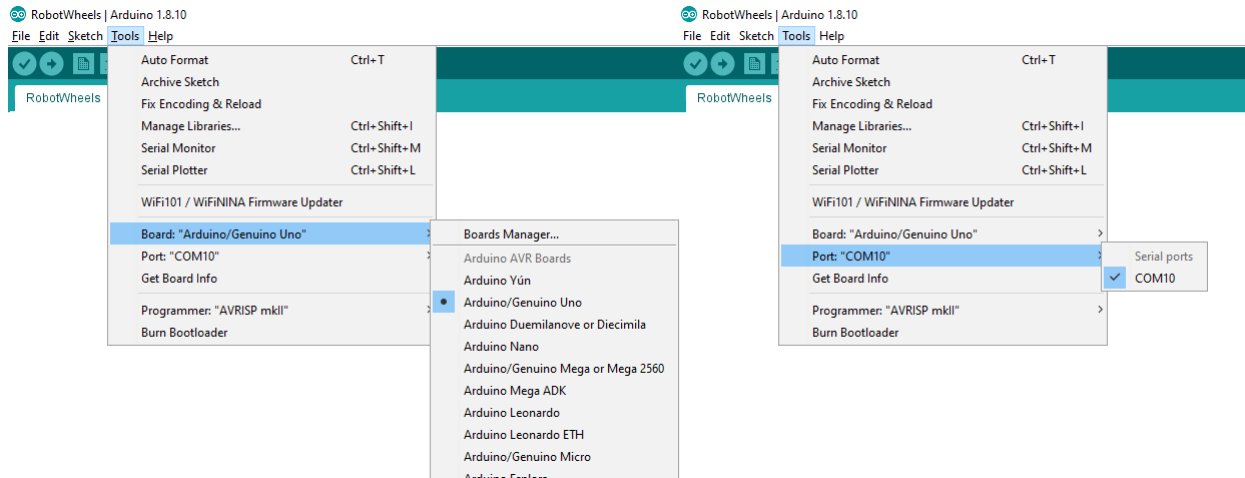 RobotWheels | Arduino 1.8.10
File Edit Sketch Tools Help
RobotWheels
Auto Format Ctrl+T
Archive Sketch
Fix Encoding & Reload
Manage Libraries... Ctrl+Shift+I
Serial Monitor Ctrl+Shift+M
Serial Plotter Ctrl+Shift+L
WiFi101 / WiFiNINA Firmware Updater
Board: "Arduino/Genuino Uno"
Port: "COM10"
Get Board Info
Programmer: "AVRISP mkII"
Burn Bootloader
Boards Manager...
Arduino AVR Boards
Arduino Yún
Arduino/Genuino Uno
Arduino Duemilanove or Diecimila
Arduino Nano
Arduino/Genuino Mega or Mega 2560
Arduino Mega ADK
Arduino Leonardo
Arduino Leonardo ETH
Arduino/Genuino Micro
RobotWheels | Arduino 1.8.10
File Edit Sketch Tools Help
RobotWheels
Auto Format Ctrl+T
Archive Sketch
Fix Encoding & Reload
Manage Libraries... Ctrl+Shift+I
Serial Monitor Ctrl+Shift+M
Serial Plotter Ctrl+Shift+L
WiFi101 / WiFiNINA Firmware Updater
Board: "Arduino/Genuino Uno"
Port: "COM10"
Get Board Info
Programmer: "AVRISP mkII"
Burn Bootloader
Serial ports
COM10